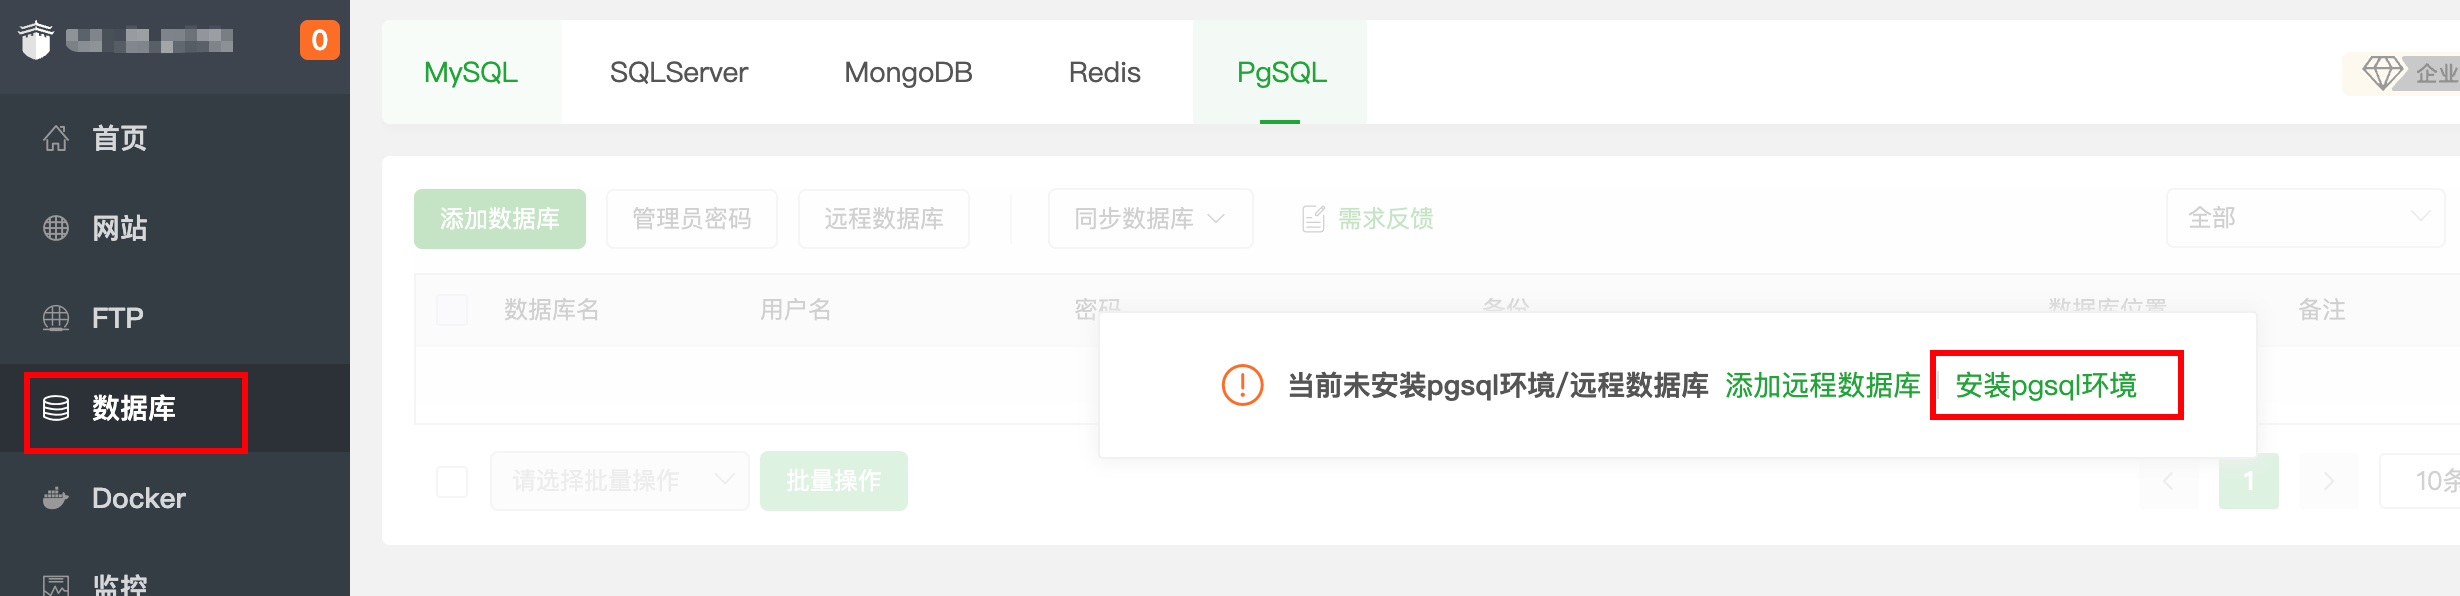 0
首页
网站
FTP
数据库
Docker
监控
MySQL SQLServer MongoDB Redis PgSQL
企业
添加数据库 管理员密码 远程数据库 同步数据库 需求反馈 全部
数据库名 用户名 密码 备份 数据库位置 备注
当前未安装pgsql环境/远程数据库 添加远程数据库 安装pgsql环境
请选择批量操作 批量操作 1 10条